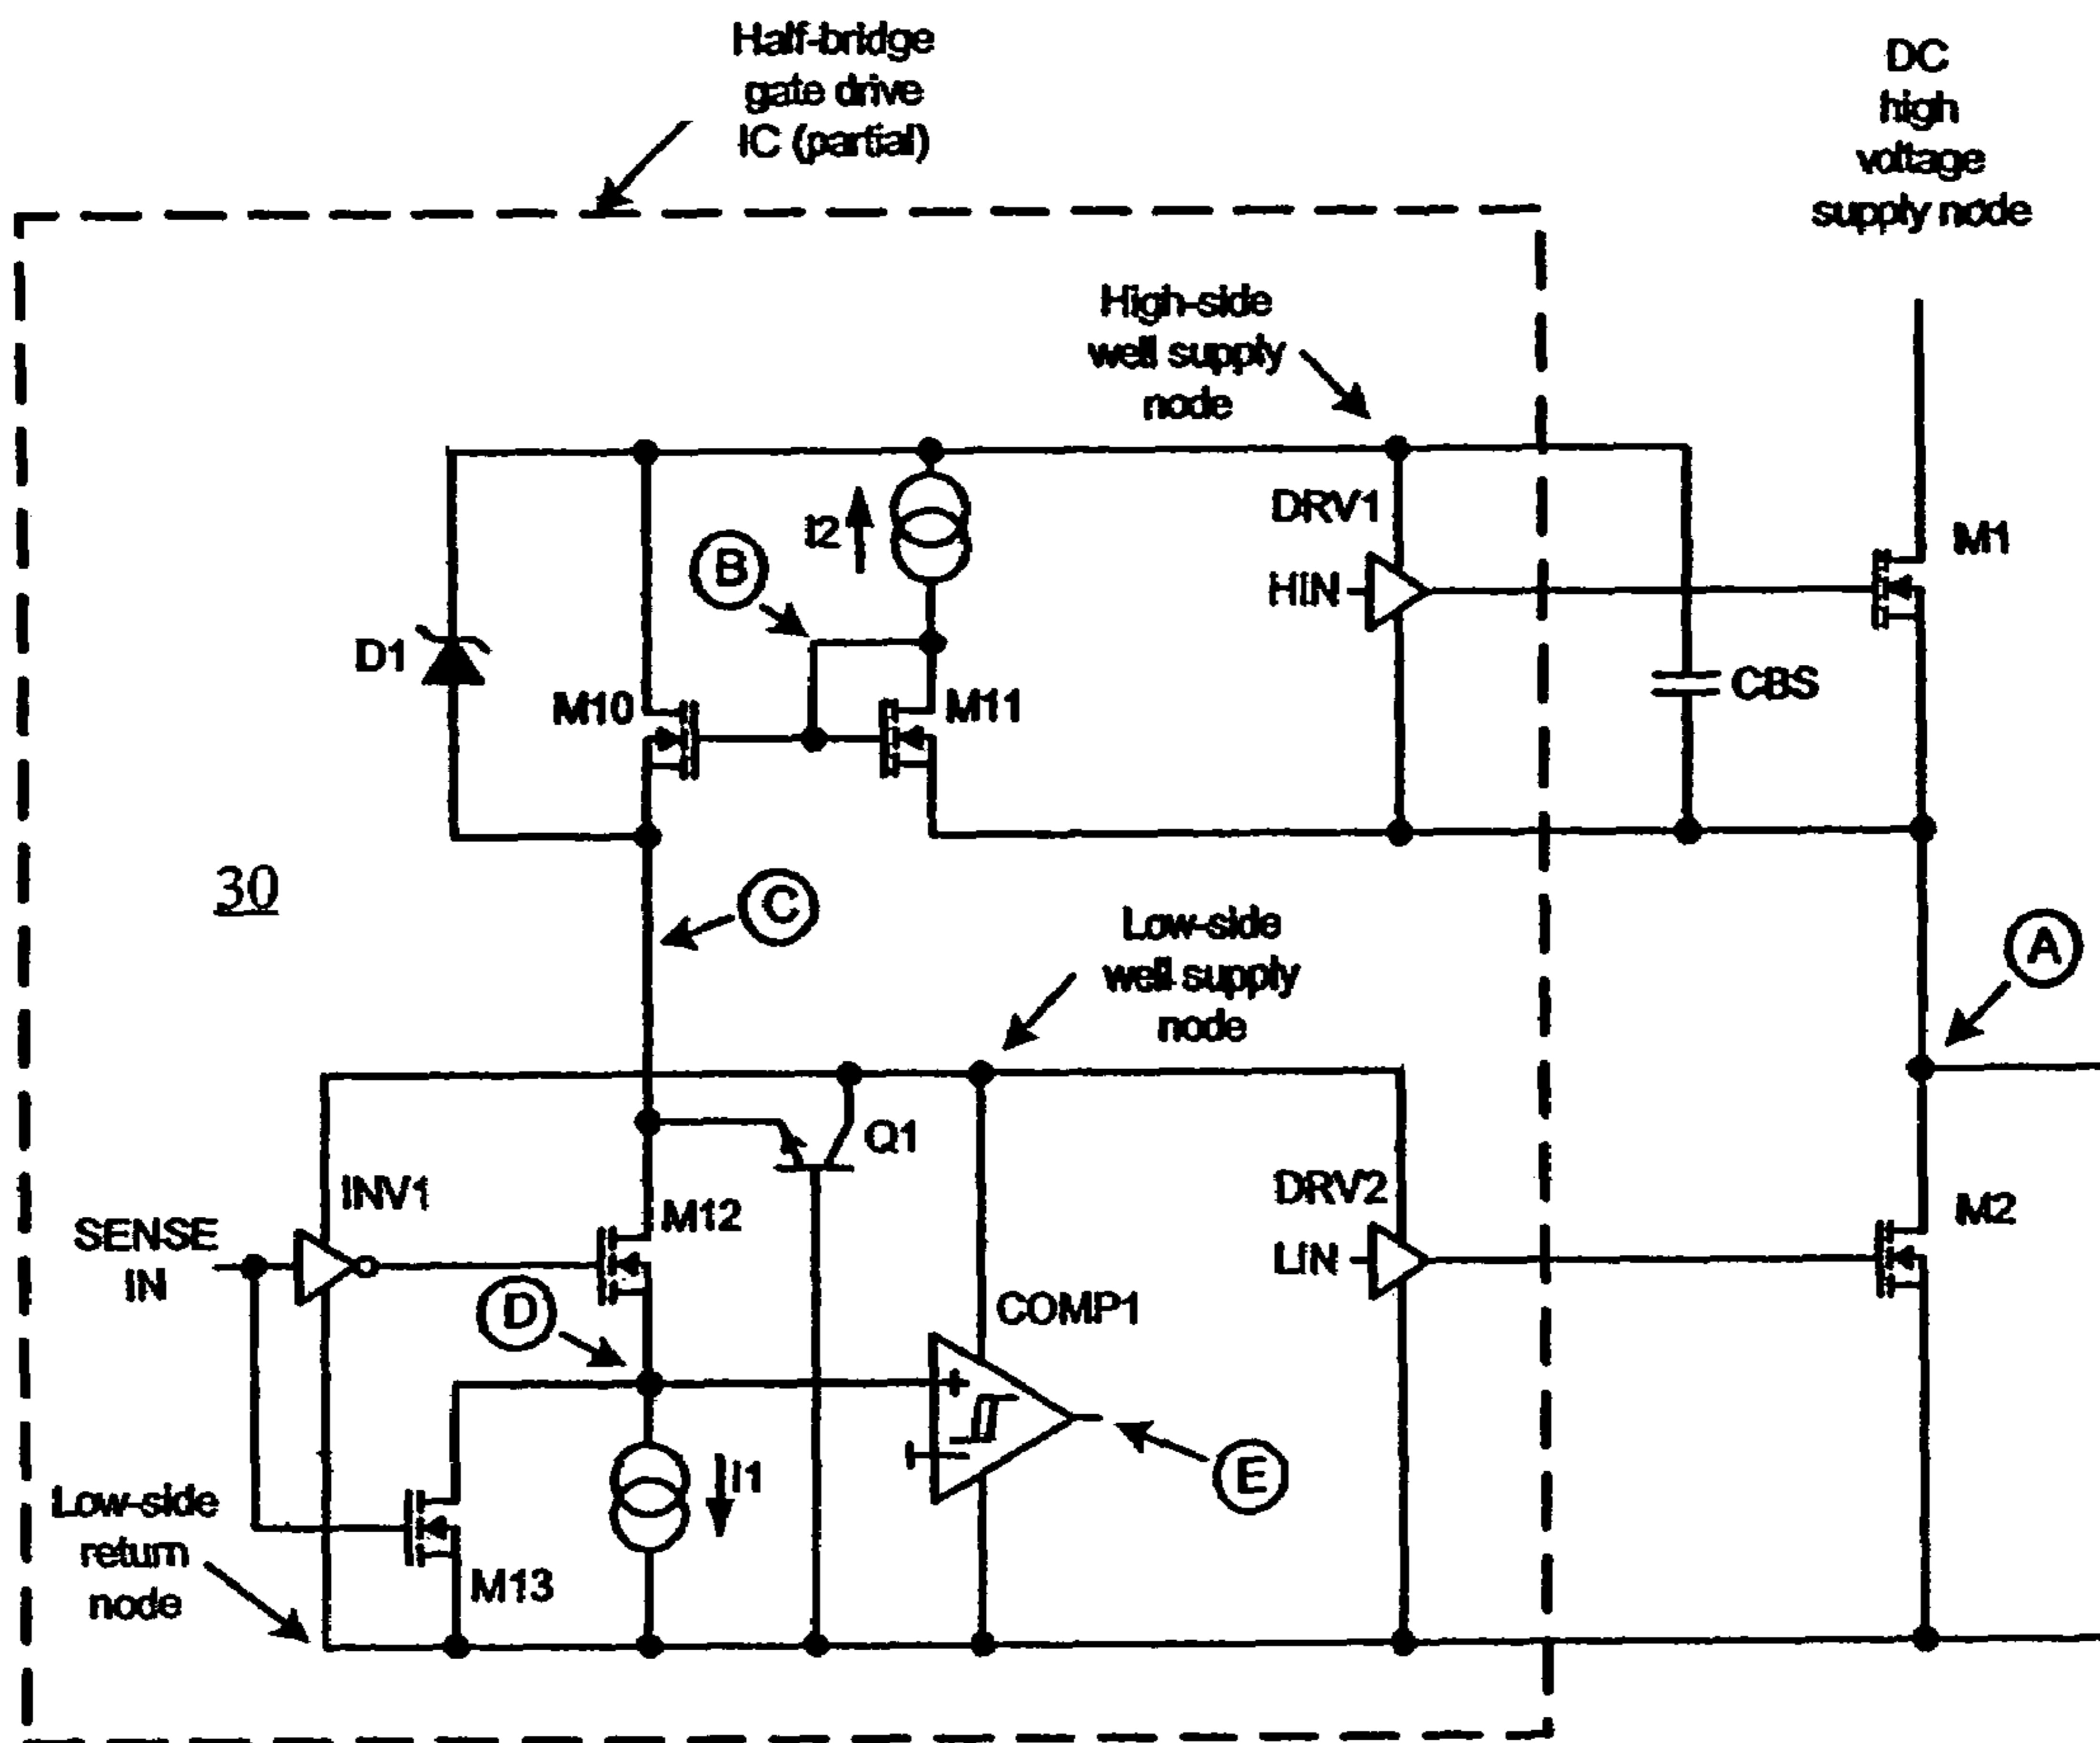 Half-bridge
gate drive
IC (partial)
DC
high
voltage
supply node
High-side
well supply
node
DRV1
I2
M1
B
HIN
D1
CBS
M10
M11
30
C
Low-side
well supply
node
A
Q1
INV1
DRV2
M12
M2
SENSE
IN
LIN
COMP1
D
+
I1
E
Low-side
return
node
M13